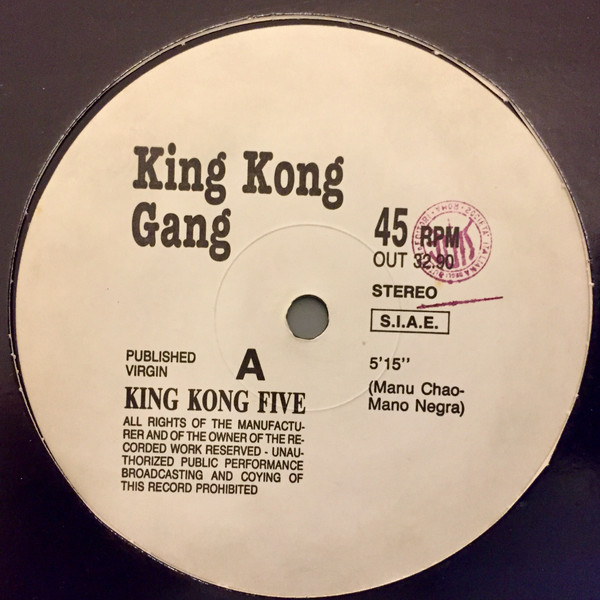 King Kong
Gang
45 RPM
OUT 32.90
STEREO
S.I.A.E.
PUBLISHED
VIRGIN
A
5'15"
(Manu Chao-
Mano Negra)
KING KONG FIVE
ALL RIGHTS OF THE MANUFACTU-
RER AND OF THE OWNER OF THE RE-
CORDED WORK RESERVED - UNAU-
THORIZED PUBLIC PERFORMANCE
BROADCASTING AND COYING OF
THIS RECORD PROHIBITED